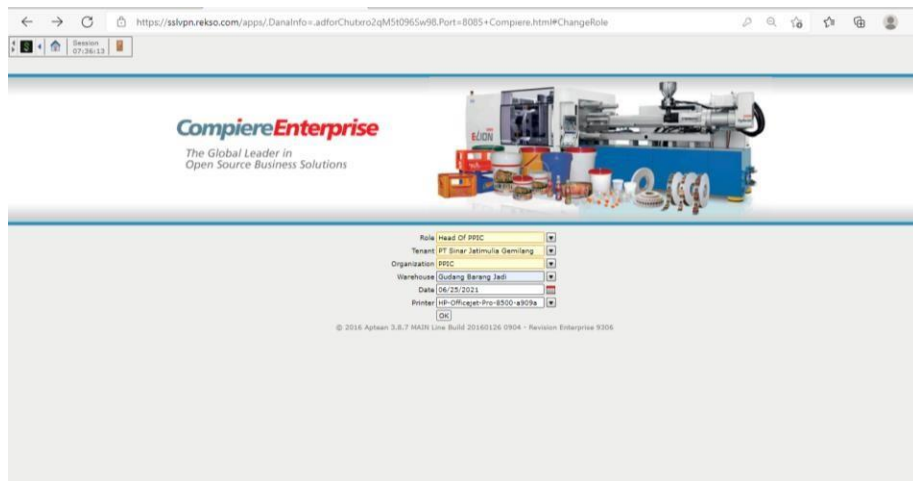 https://sslvpn.rekso.com/apps/,DanaInfo=.adforChutxro2qM5t0965w98,Port=8085+Compiere.html#ChangeRole
Session
07:36:13
CompiereEnterprise
The Global Leader in
Open Source Business Solutions
ELION
Role Head Of PPIC
Tenant PT Sinar Jatimulia Gemilang
Organization PPIC
Warehouse Gudang Barang Jadi
Date 06/25/2021
Printer HP-Officejet-Pro-8500-a909a
OK
© 2016 Aptean 3.8.7 MAIN Line Build 20160126 0904 - Revision Enterprise 9306